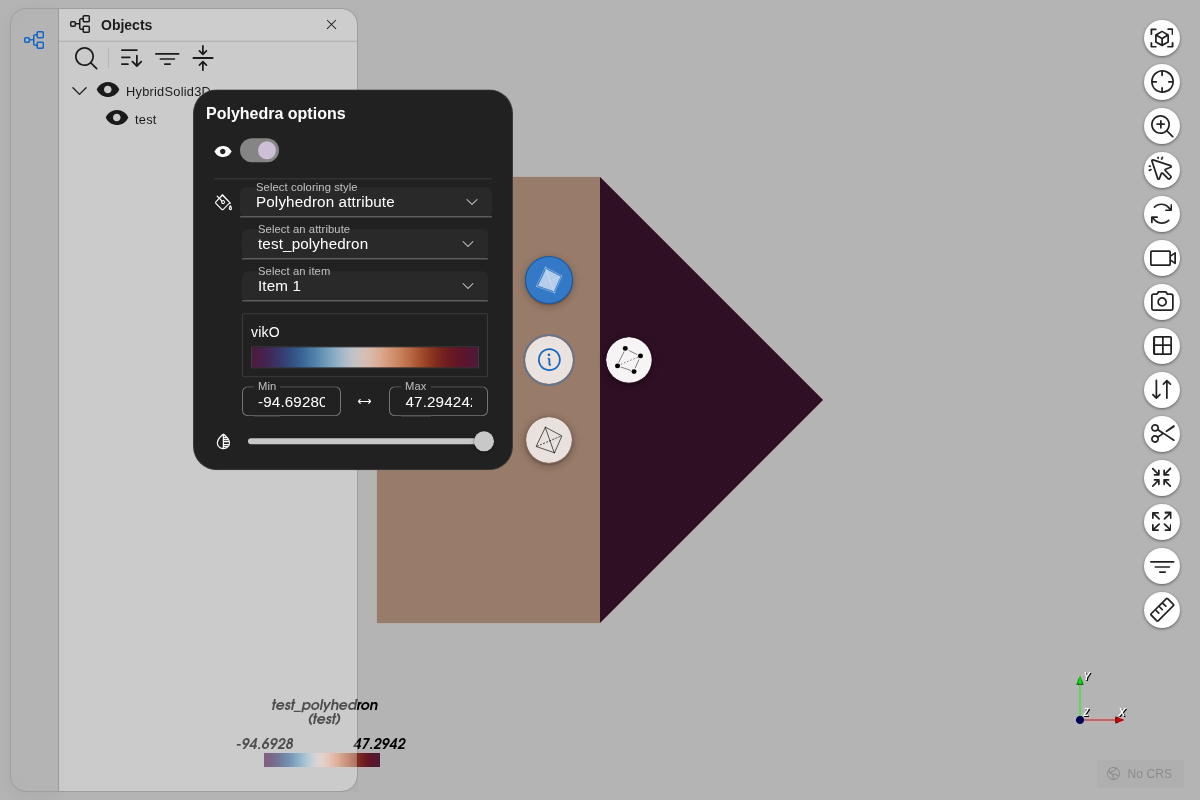 Objects
HybridSolid3D
test
Polyhedra options
Select coloring style
Polyhedron attribute
Select an attribute
test_polyhedron
Select an item
Item 1
vikO
Min
Max
-94.6928
47.29424
test_polyhedron
(test)
-94.6928
47.2942
Y
Z
X
No CRS